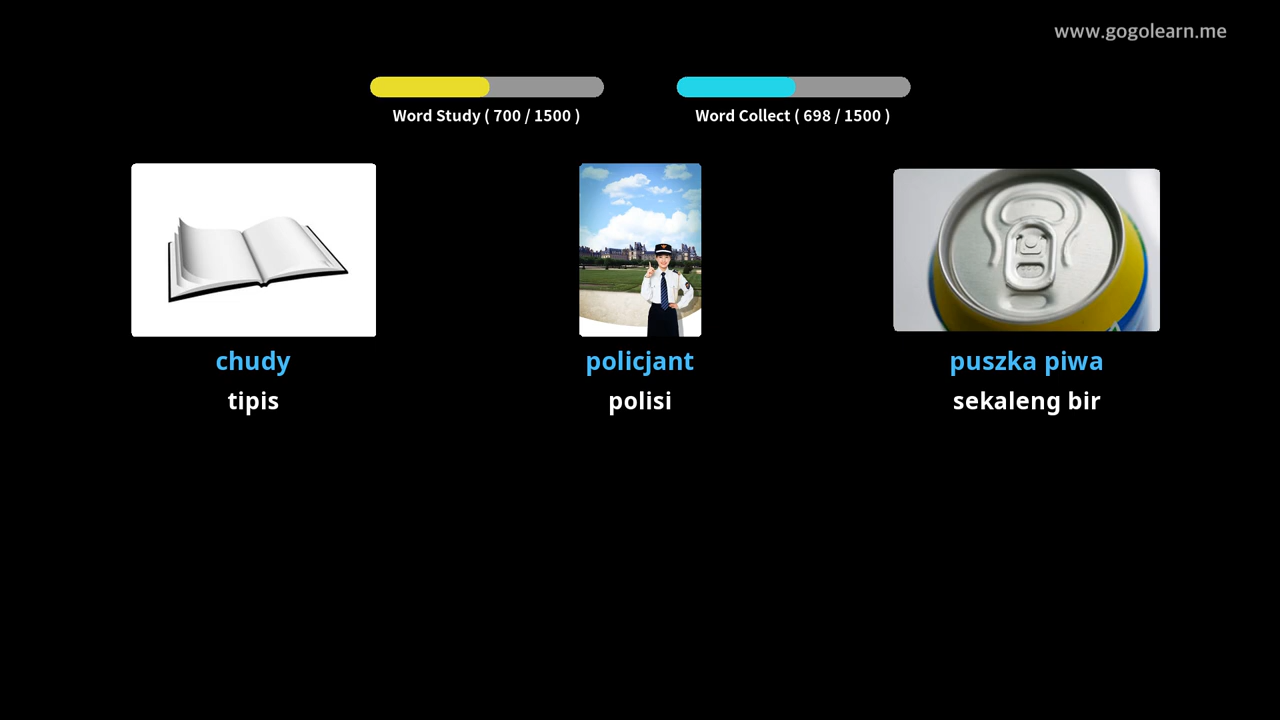 www.gogolearn.me
Word Study ( 700 / 1500 )
Word Collect ( 698 / 1500 )
chudy
policjant
puszka piwa
tipis
polisi
sekaleng bir